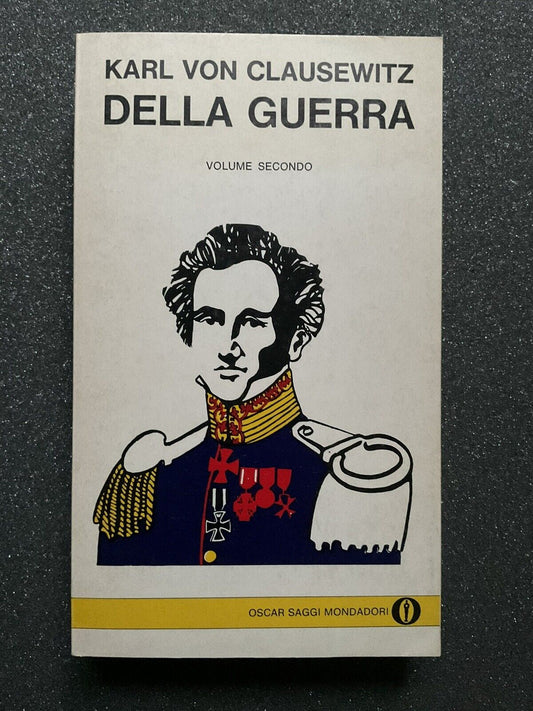 KARL VON CLAUSEWITZ
DELLA GUERRA
VOLUME SECONDO
OSCAR SAGGI MONDADORI